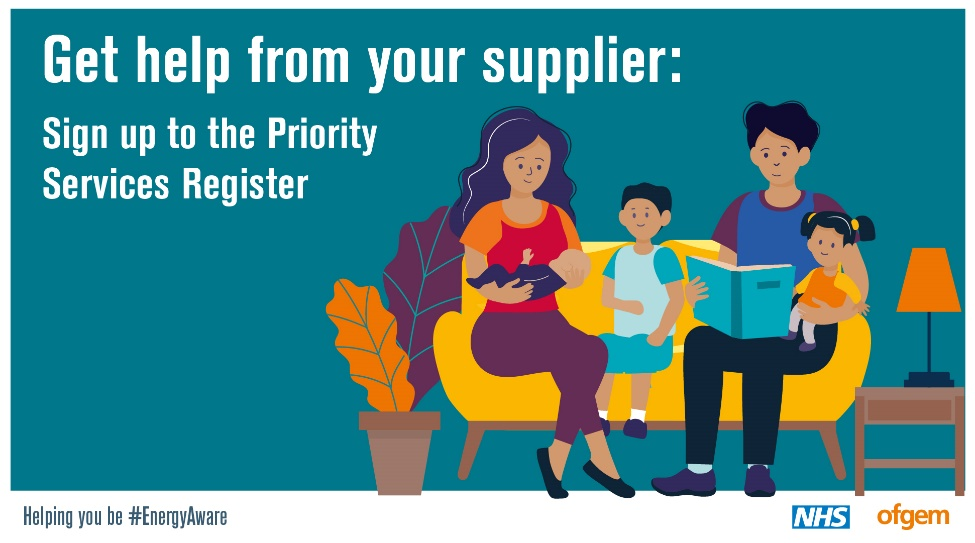 Get help from your supplier:
Sign up to the Priority
Services Register
Helping you be #EnergyAware
NHS
ofgem